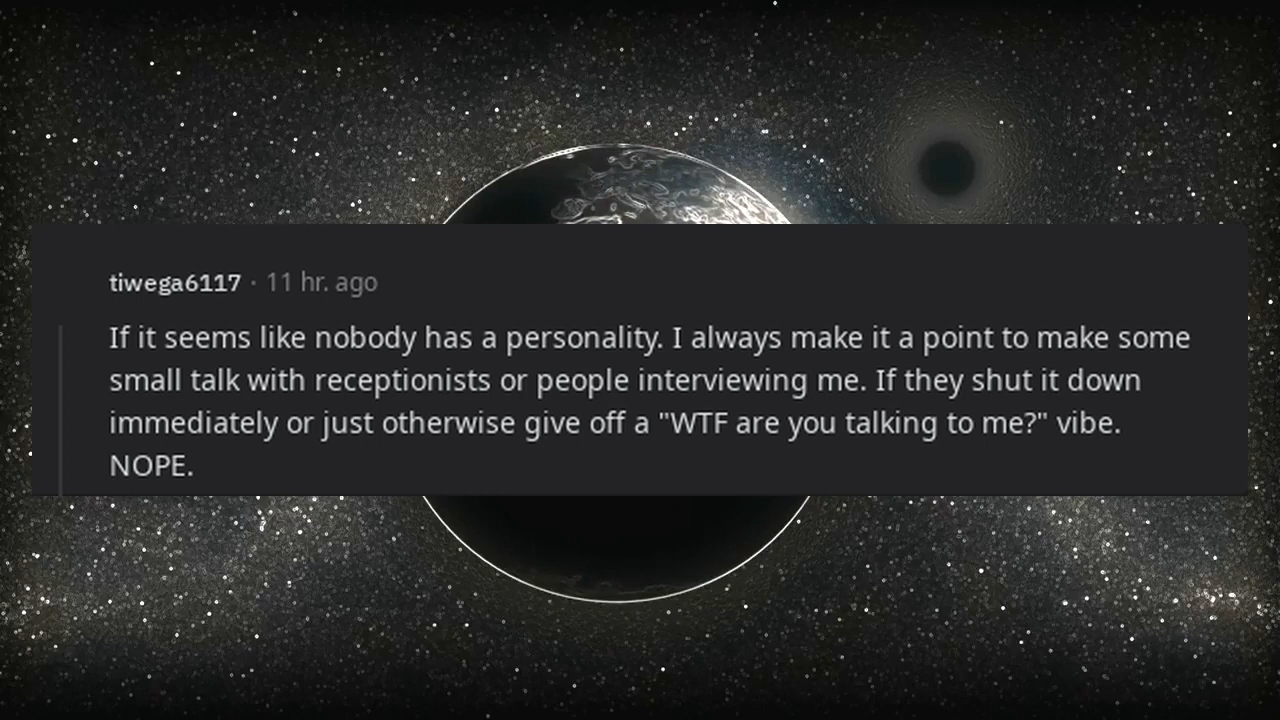 tiwega6117 · 11 hr. ago
If it seems like nobody has a personality. I always make it a point to make some
small talk with receptionists or people interviewing me. If they shut it down
immediately or just otherwise give off a "WTF are you talking to me?" vibe.
NOPE.